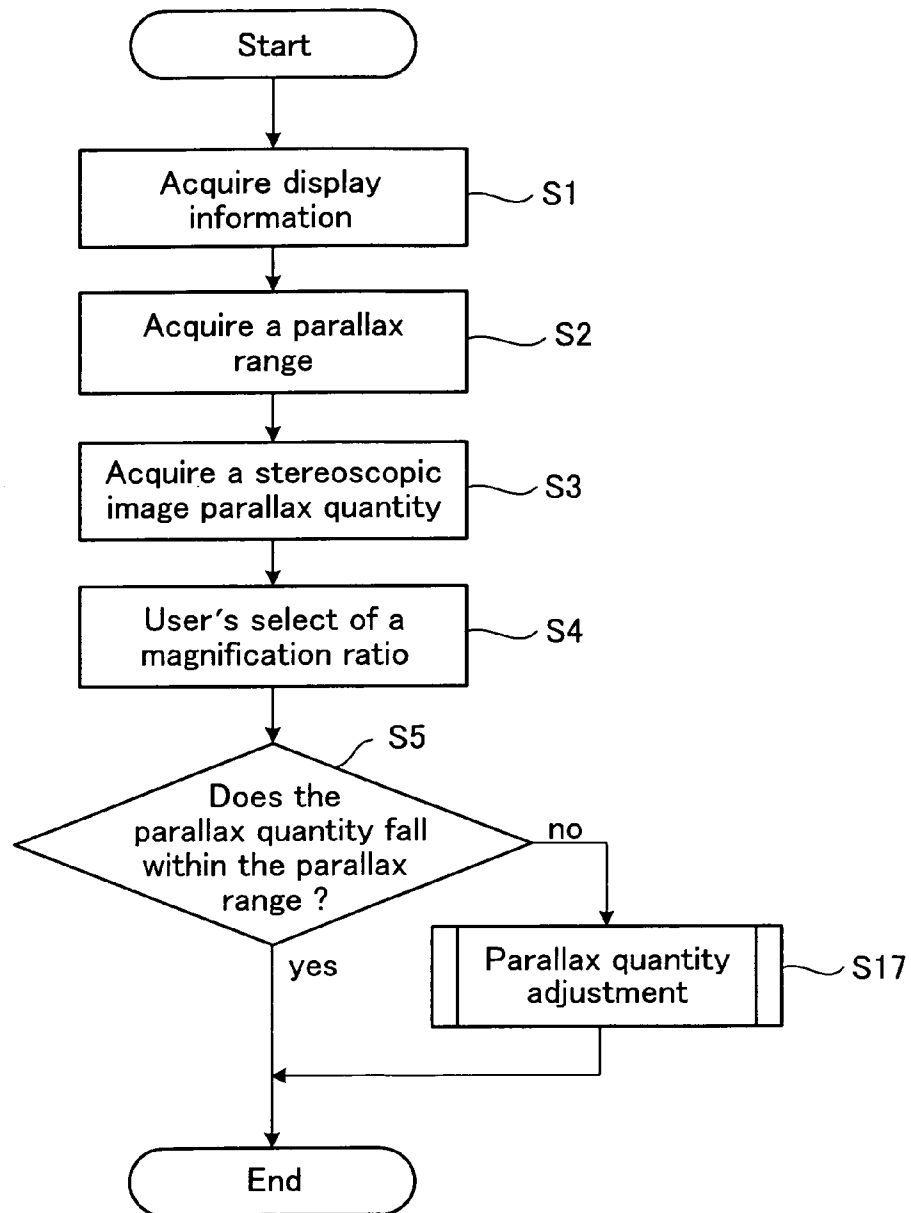 Start
Acquire display
information
S1
Acquire a parallax
range
S2
Acquire a stereoscopic
image parallax quantity
S3
User's select of a
magnification ratio
S4
S5
Does the
parallax quantity fall
within the parallax
range ?
no
yes
Parallax quantity
adjustment
S17
End